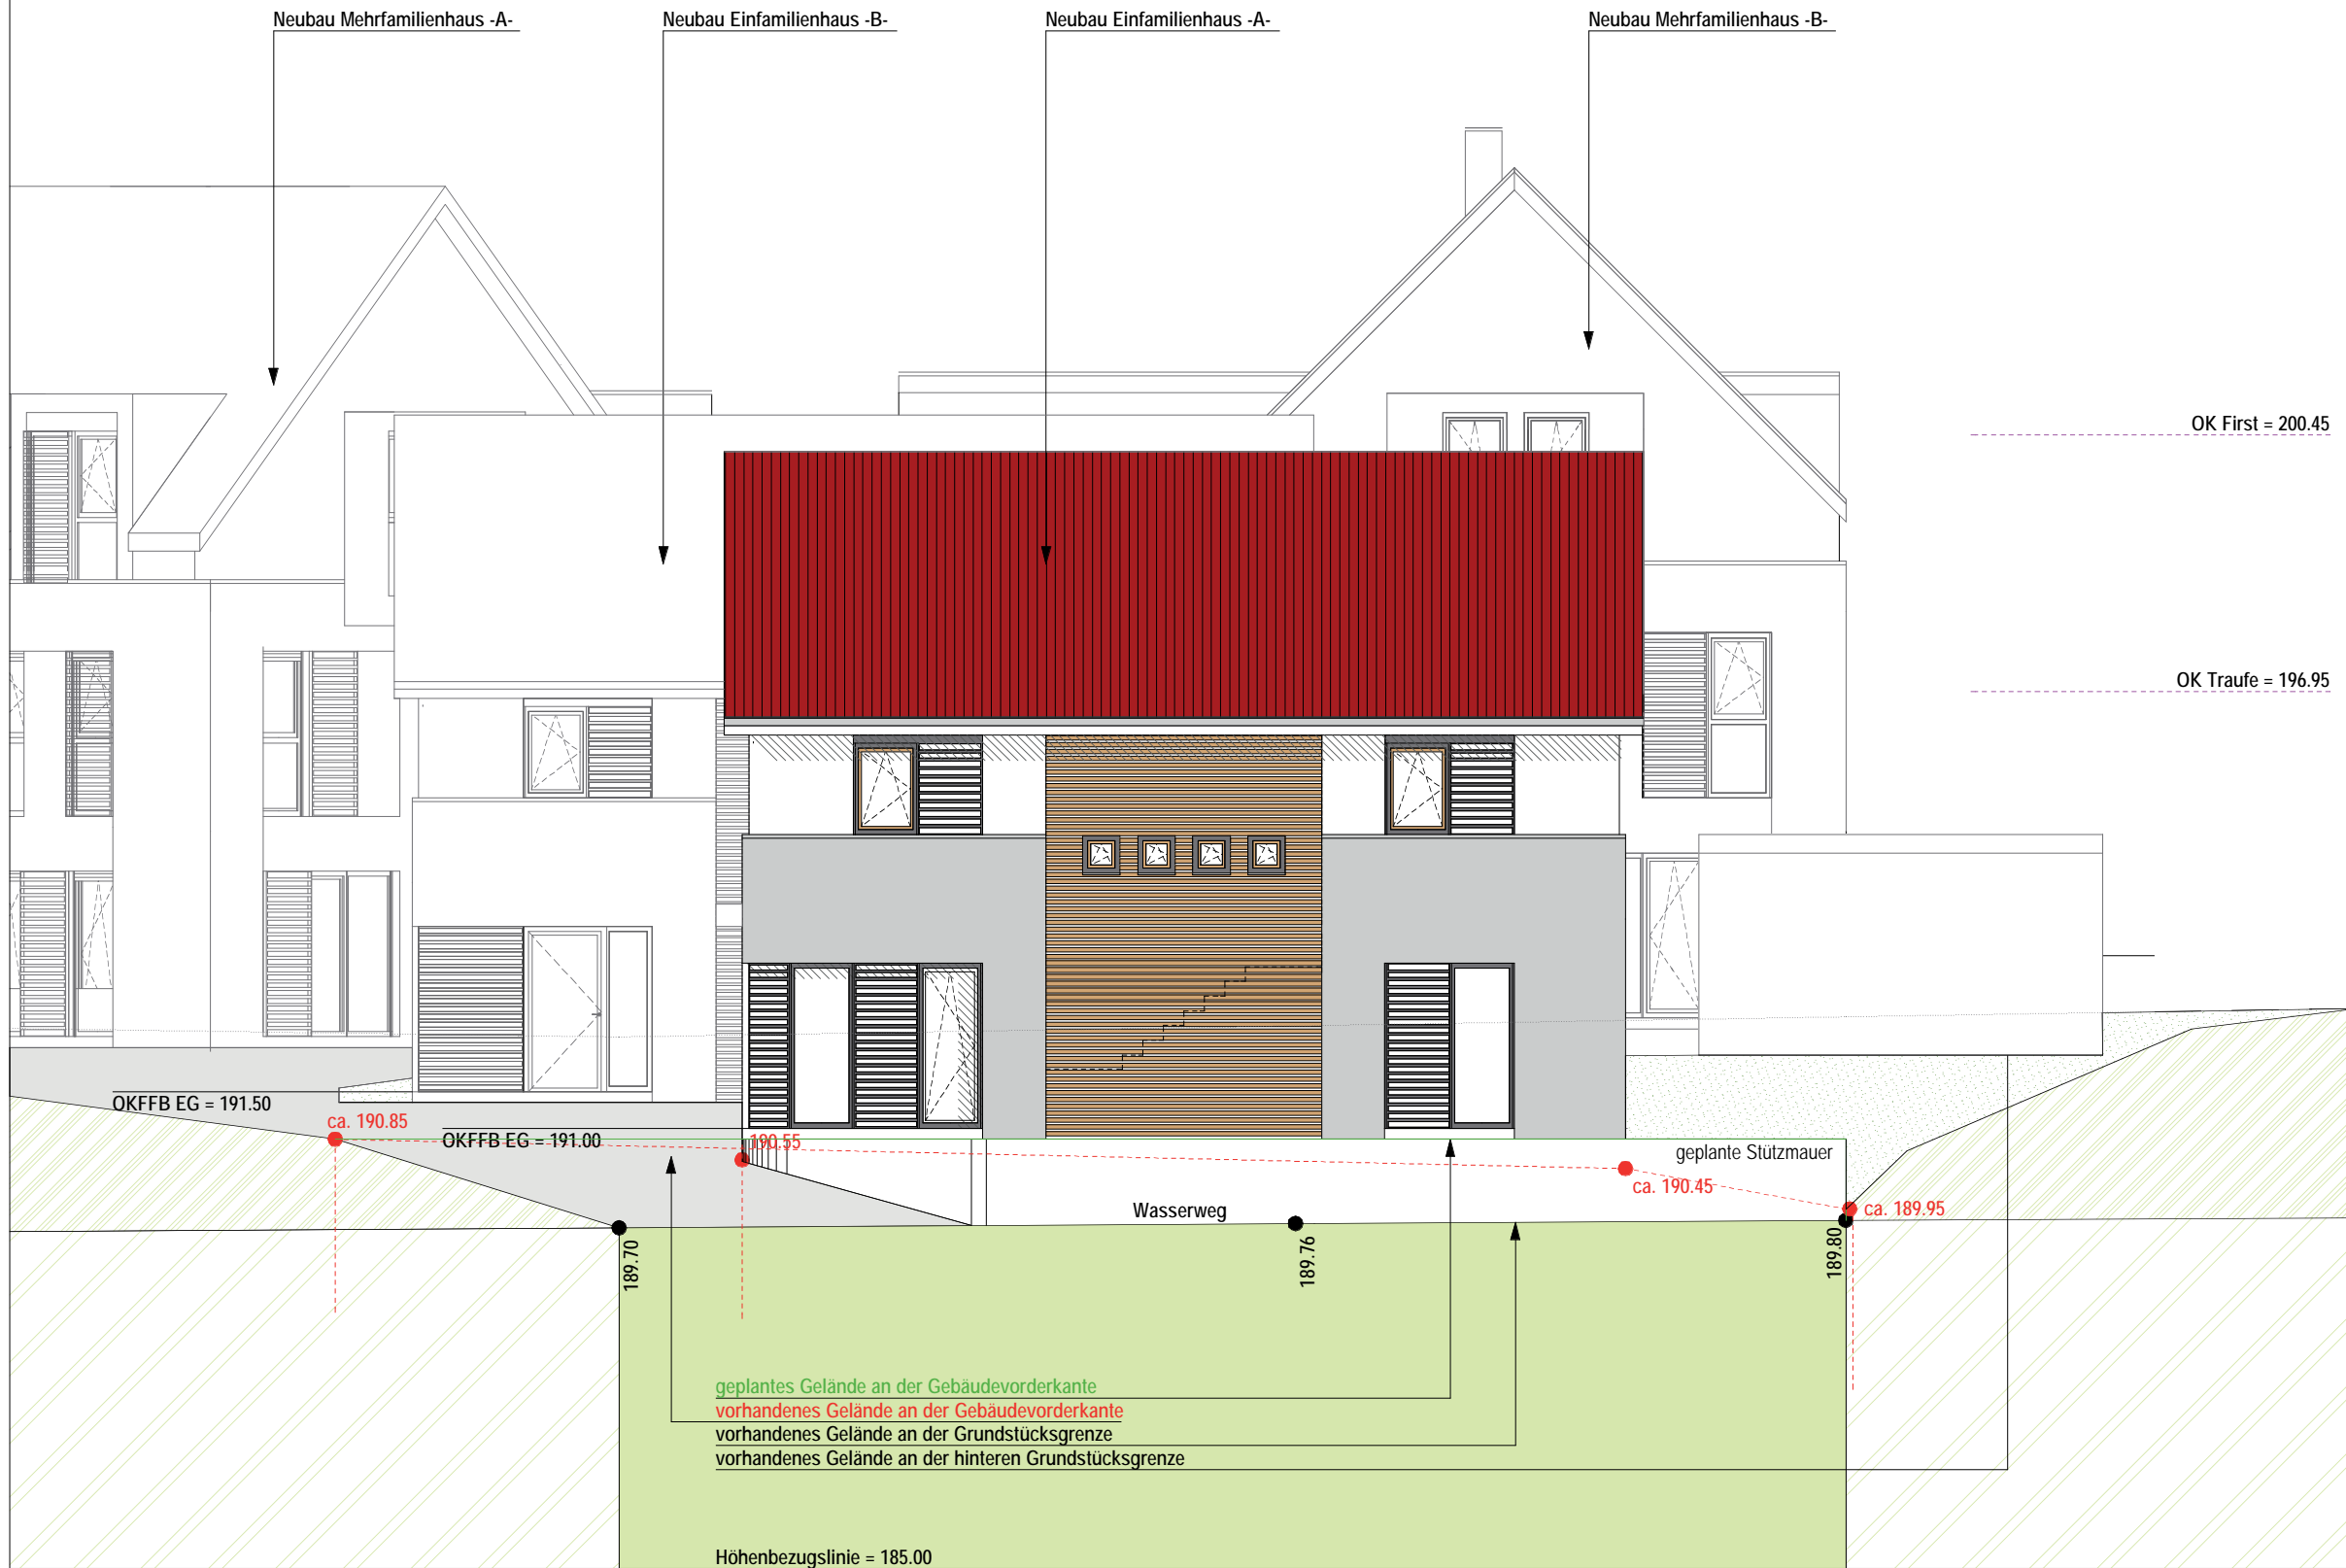 Neubau Mehrfamilienhaus -A-
Neubau Einfamilienhaus -B-
Neubau Einfamilienhaus -A-
Neubau Mehrfamilienhaus -B-
OK First = 200.45
OK Traufe = 196.95
OKFFB EG = 191.50
ca. 190.85
OKFFB EG = 191.00
190.55
geplante Stützmauer
ca. 190.45
Wasserweg
ca. 189.95
189.70
189.76
189.80
geplantes Gelände an der Gebäudevorderkante
vorhandenes Gelände an der Gebäudevorderkante
vorhandenes Gelände an der Grundstücksgrenze
vorhandenes Gelände an der hinteren Grundstücksgrenze
Höhenbezugslinie = 185.00